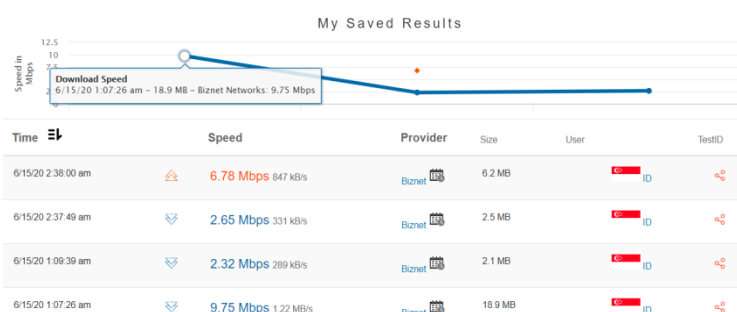 My Saved Results
Speed in
Mbps
12.5
10
7.5
2
0
Download Speed
6/15/20 1:07:26 am – 18.9 MB – Biznet Networks: 9.75 Mbps
Time Speed Provider Size User TestID
6/15/20 2:38:00 am 6.78 Mbps 847 kB/s Biznet 6.2 MB ID
6/15/20 2:37:49 am 2.65 Mbps 331 kB/s Biznet 2.5 MB ID
6/15/20 1:09:39 am 2.32 Mbps 289 kB/s Biznet 2.1 MB ID
6/15/20 1:07:26 am 9.75 Mbps 1.22 MB/s Biznet 18.9 MB ID